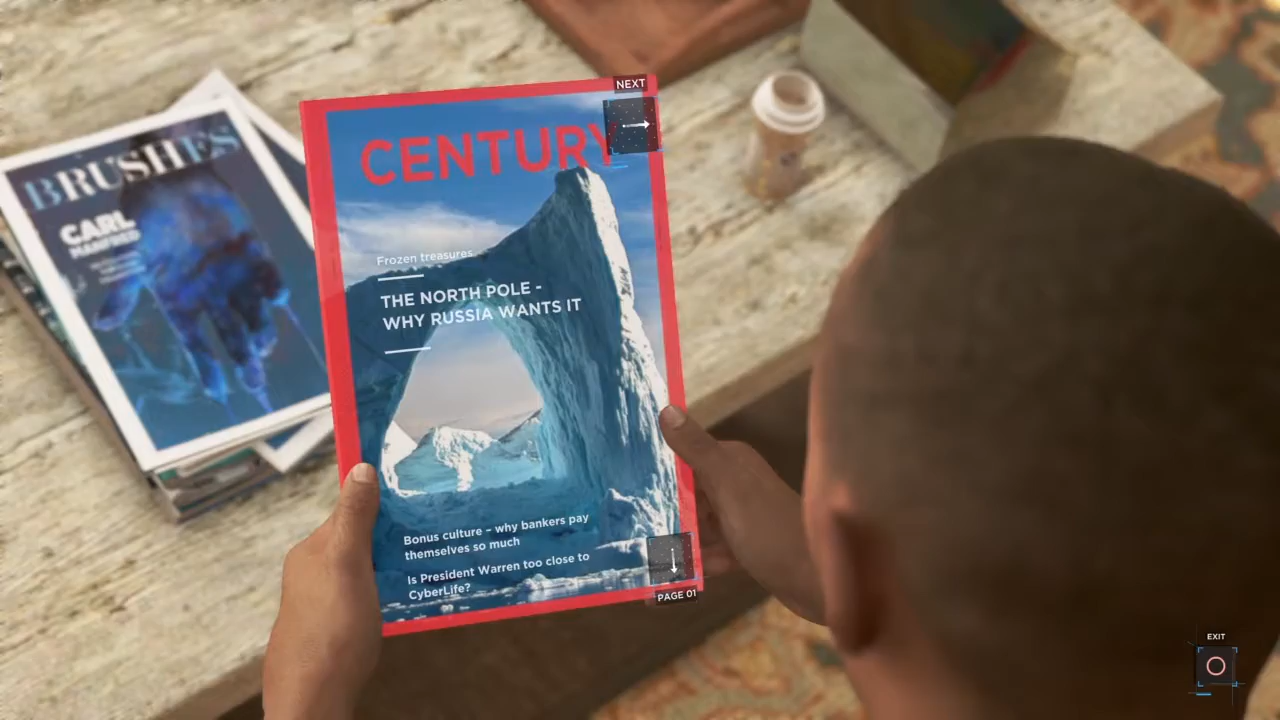 NEXT
CENTURY
BRUSHES
CARL
MANFRED
Frozen treasures
THE NORTH POLE -
WHY RUSSIA WANTS IT
Bonus culture – why bankers pay
themselves so much
Is President Warren too close to
CyberLife?
PAGE 01
EXIT